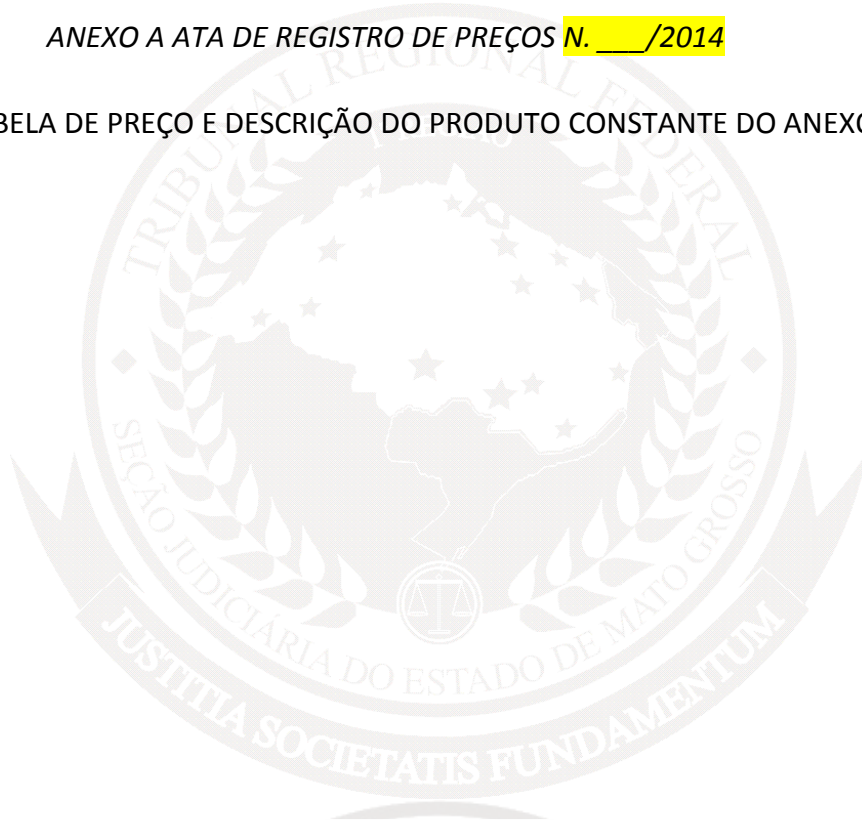 ANEXO A ATA DE REGISTRO DE PREÇOS N. ___/2014
BELA DE PREÇO E DESCRIÇÃO DO PRODUTO CONSTANTE DO ANEXO
TRIBUNAL REGIONAL FEDERAL
SEÇÃO JUDICIÁRIA DO ESTADO DE MATO GROSSO
JUSTITIA SOCIETATIS FUNDAMENTUM